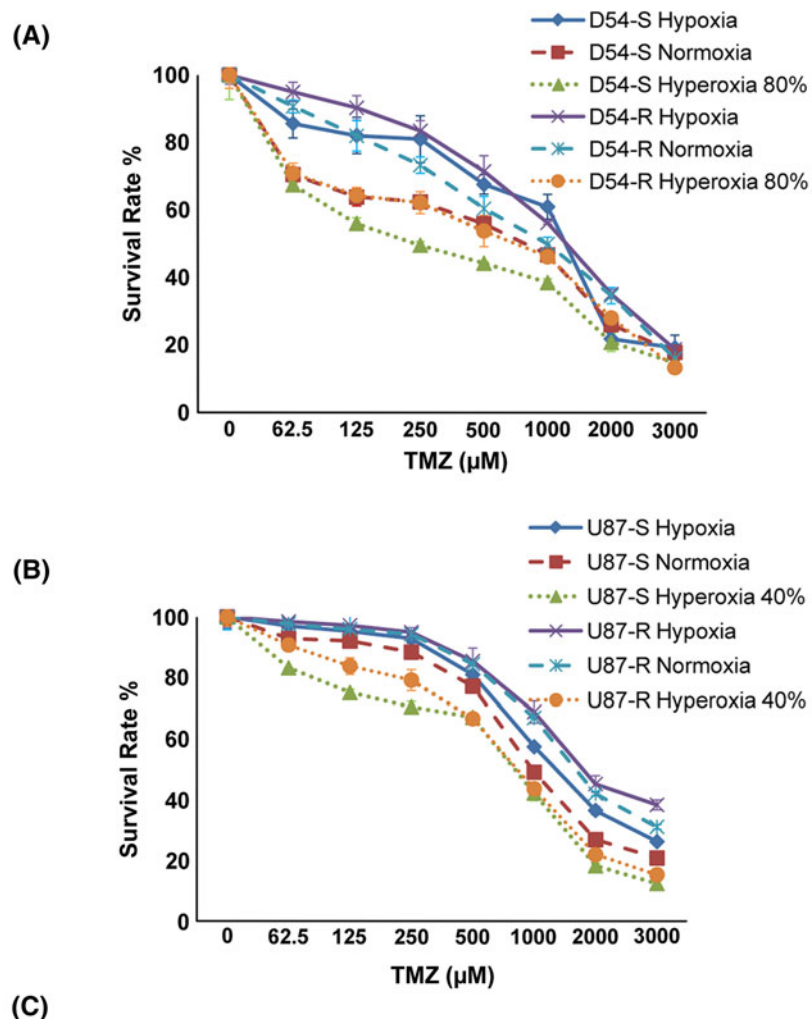 (A)
D54-S Hypoxia
D54-S Normoxia
D54-S Hyperoxia 80%
D54-R Hypoxia
D54-R Normoxia
D54-R Hyperoxia 80%
Survival Rate %
100
80
60
40
20
0
0 62.5 125 250 500 1000 2000 3000
TMZ (µM)
(B)
U87-S Hypoxia
U87-S Normoxia
U87-S Hyperoxia 40%
U87-R Hypoxia
U87-R Normoxia
U87-R Hyperoxia 40%
Survival Rate %
100
80
60
40
20
0
0 62.5 125 250 500 1000 2000 3000
TMZ (µM)
(C)